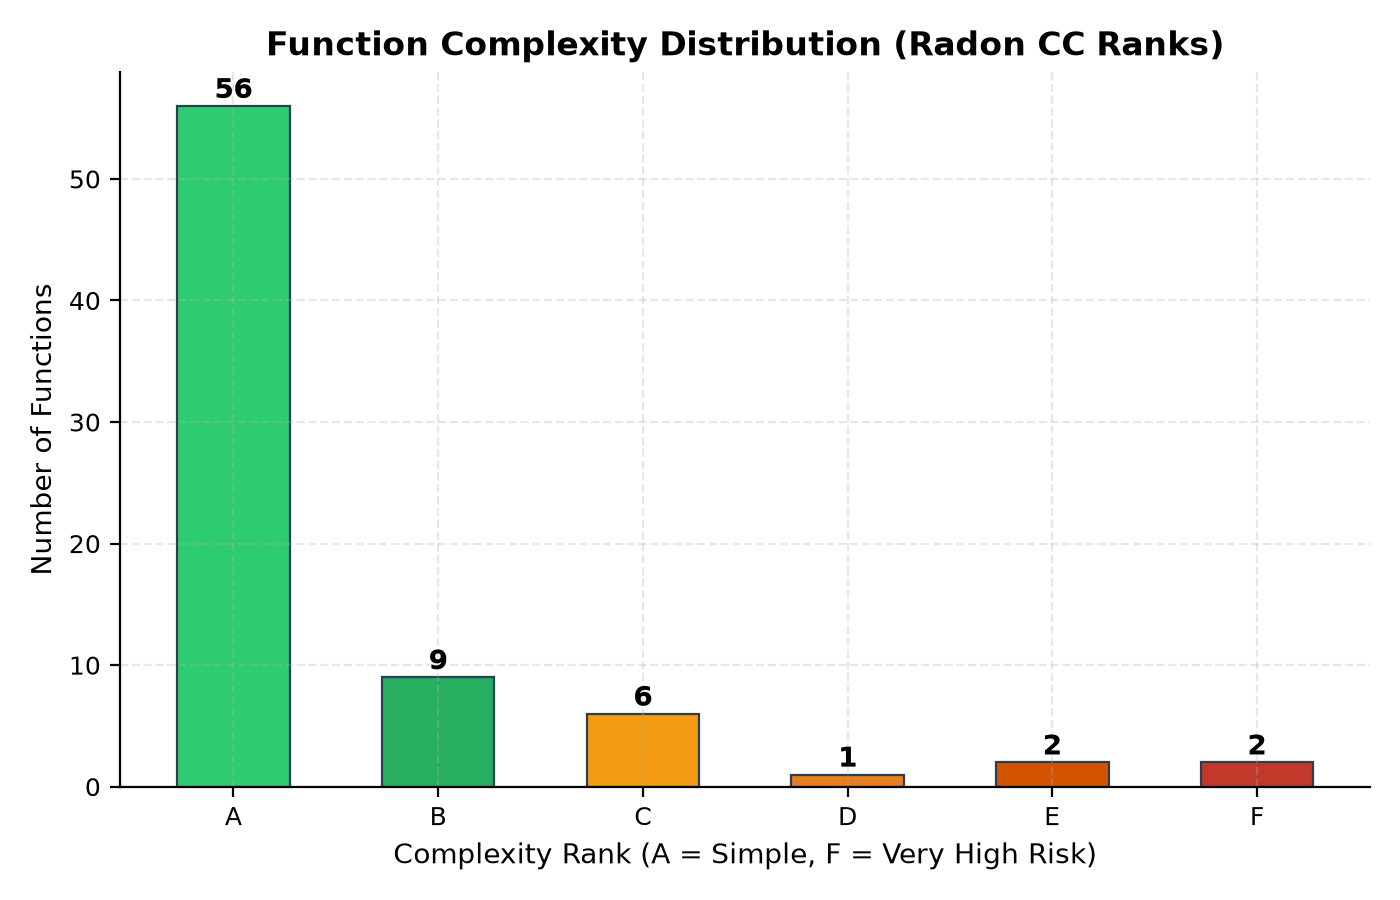 Function Complexity Distribution (Radon CC Ranks)
56
50
40
30
20
10
0
9
6
1
2
2
A
B
C
D
E
F
Number of Functions
Complexity Rank (A = Simple, F = Very High Risk)